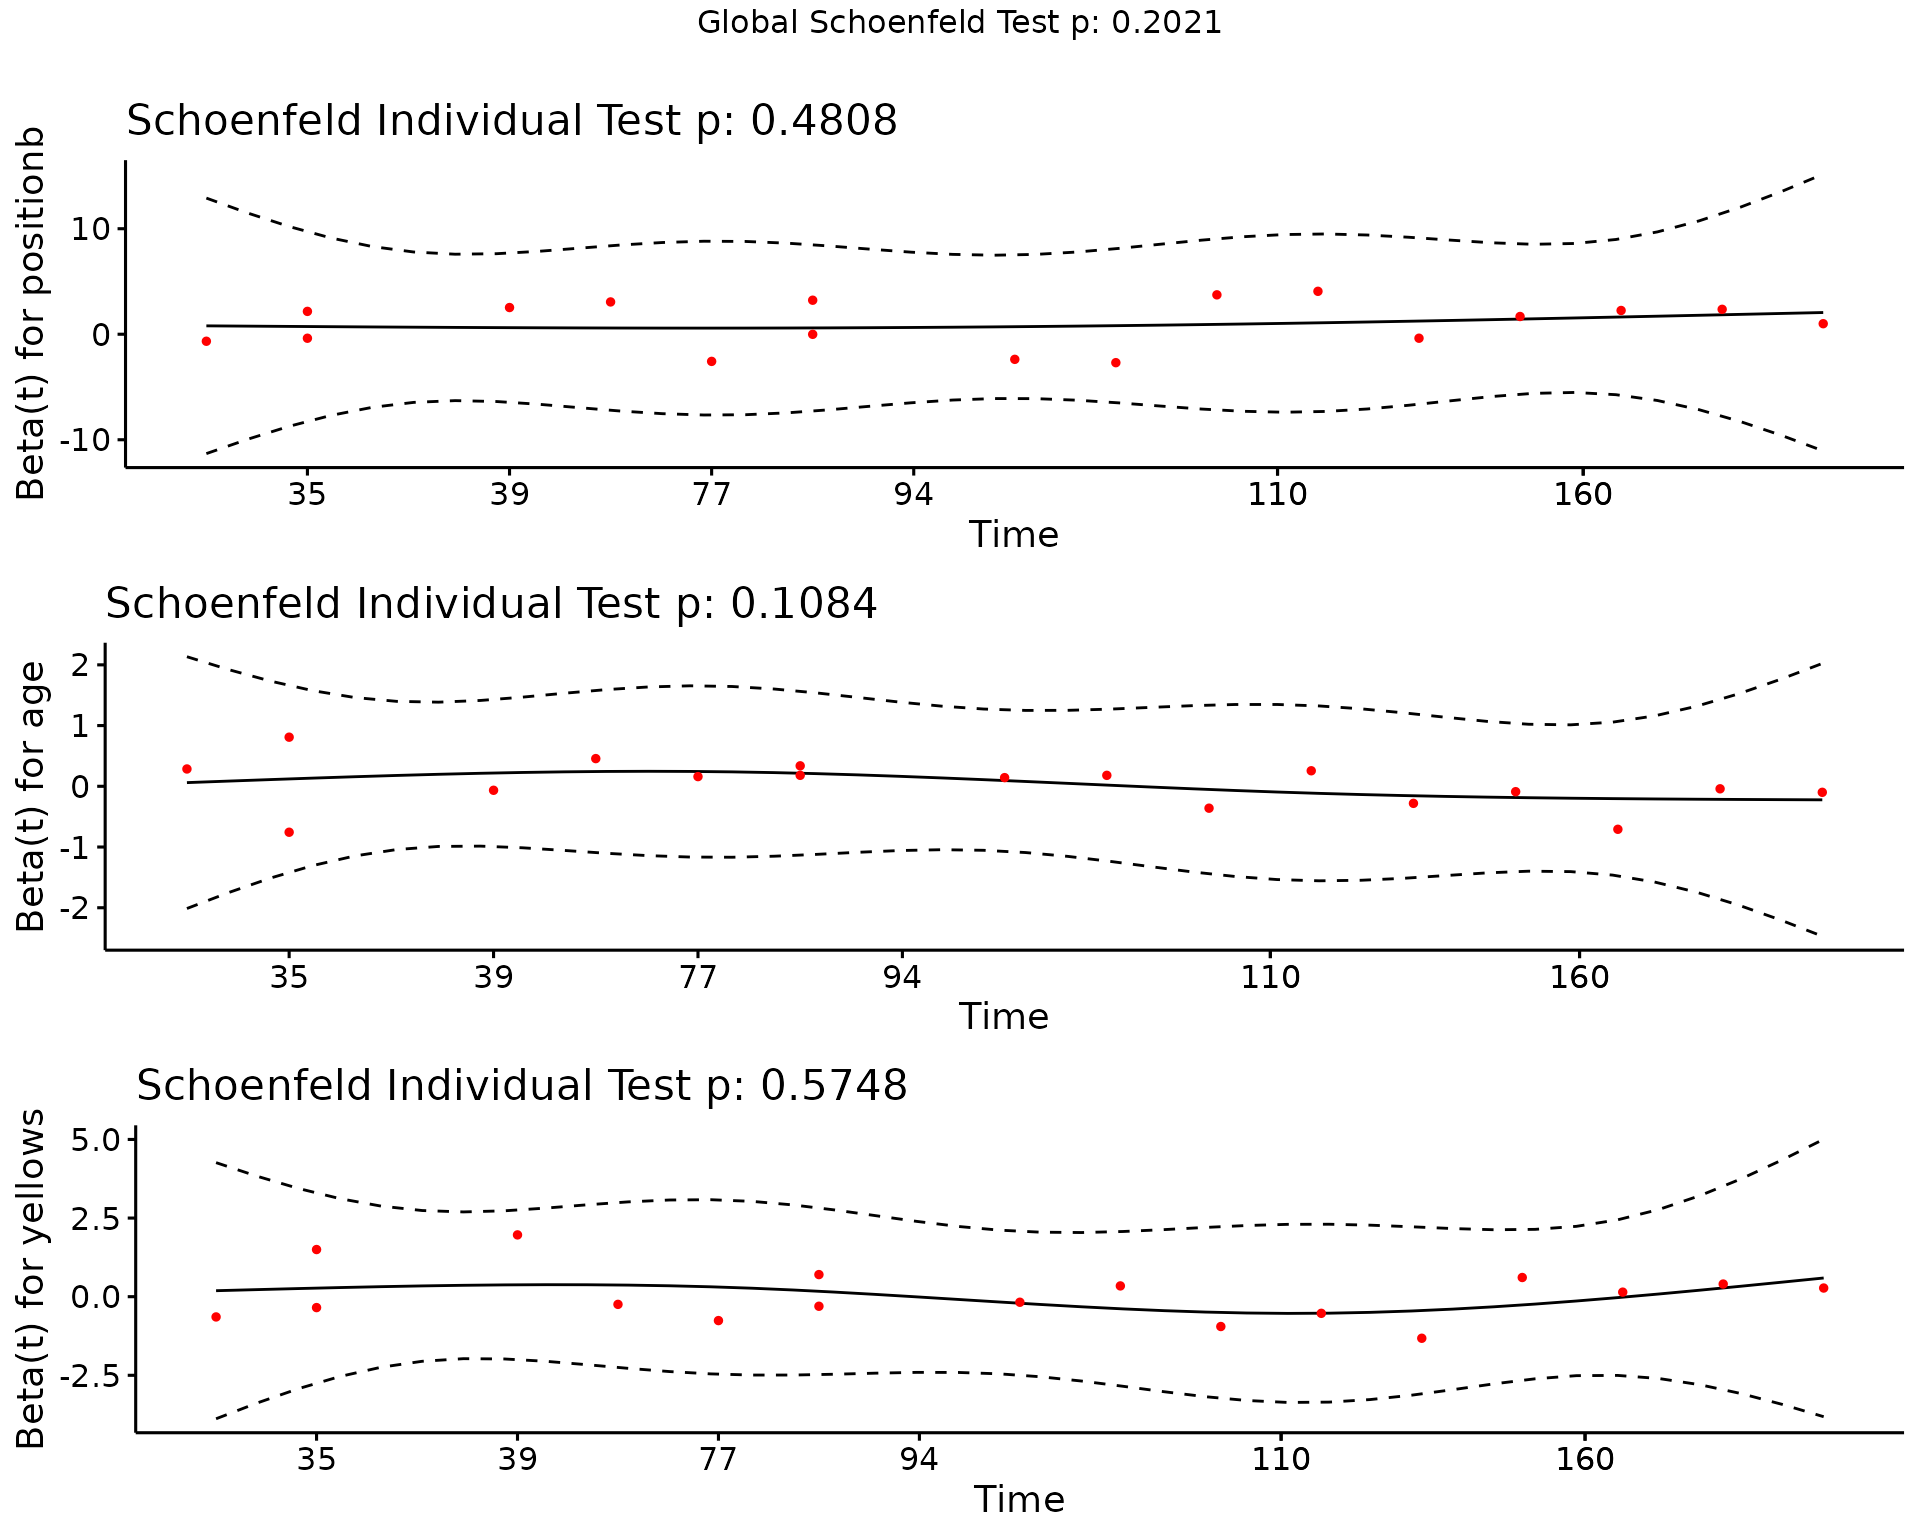 Global Schoenfeld Test p: 0.2021
Schoenfeld Individual Test p: 0.4808
Beta(t) for positionb
10
0
-10
35 39 77 94 110 160
Time
Schoenfeld Individual Test p: 0.1084
Beta(t) for age
2
1
0
-1
-2
35 39 77 94 110 160
Time
Schoenfeld Individual Test p: 0.5748
Beta(t) for yellows
5.0
2.5
0.0
-2.5
35 39 77 94 110 160
Time